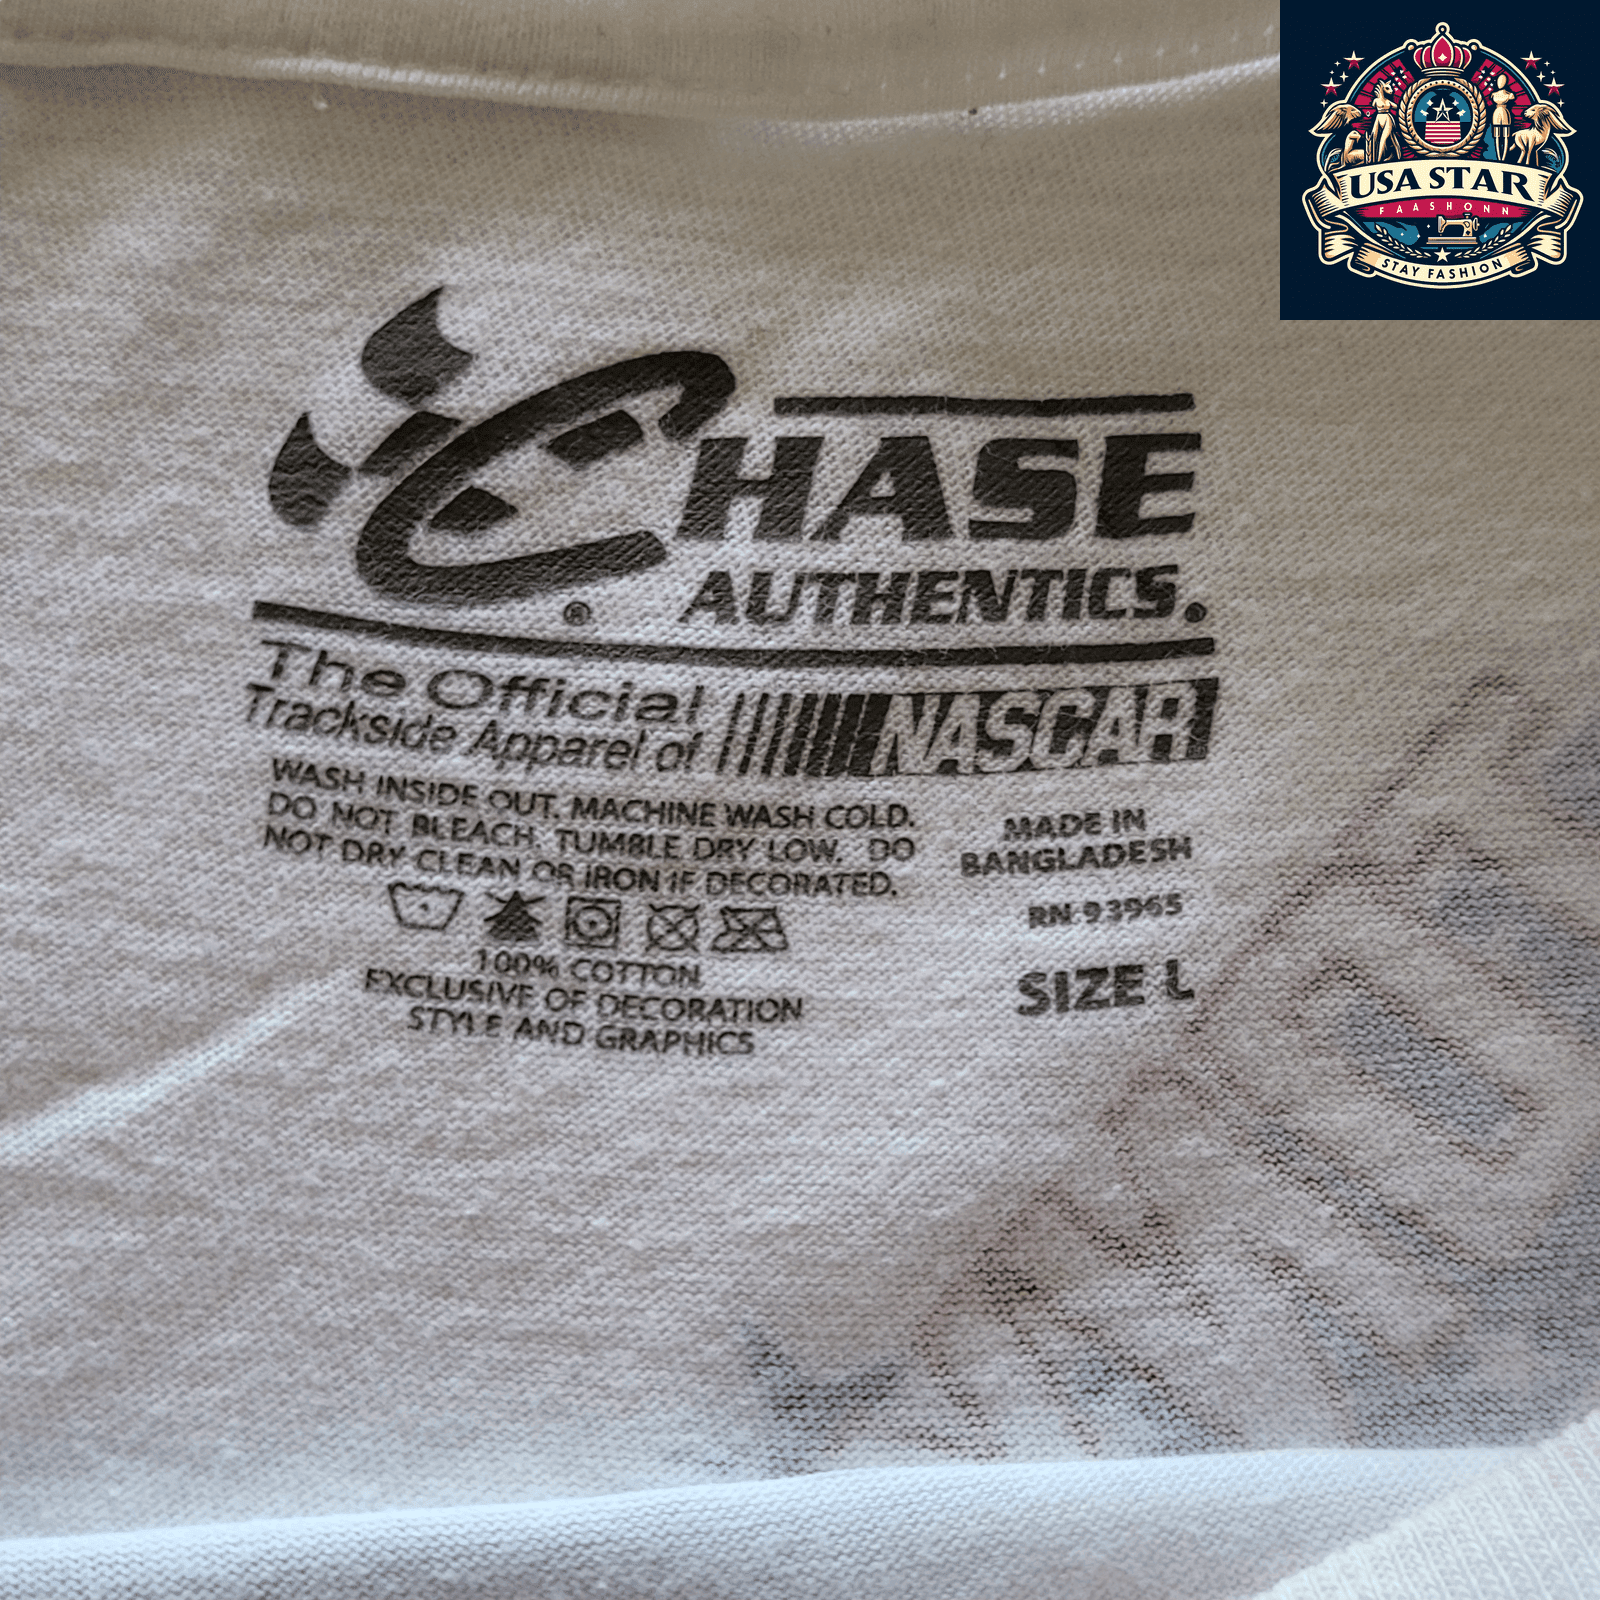 USA STAR
FAASHONN
STAY FASHION
CHASE
AUTHENTICS.
®
The Official
Trackside Apparel of NASCAR
WASH INSIDE OUT. MACHINE WASH COLD.
DO NOT BLEACH. TUMBLE DRY LOW. DO
NOT DRY CLEAN OR IRON IF DECORATED.
100% COTTON
EXCLUSIVE OF DECORATION
STYLE AND GRAPHICS
MADE IN
BANGLADESH
RN 93965
SIZE L